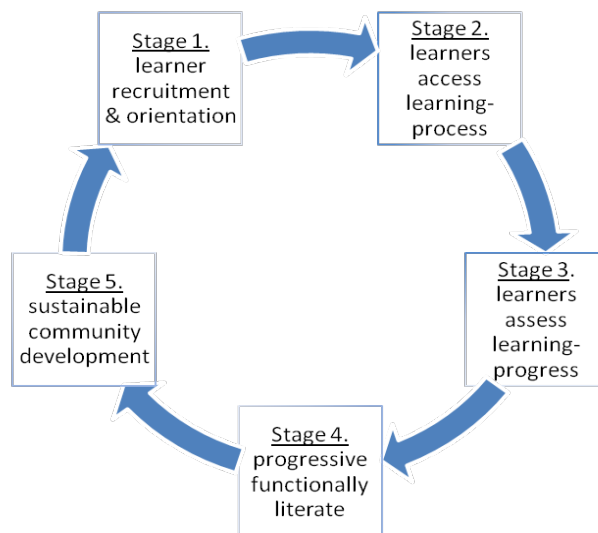 Stage 1.
learner
recruitment
& orientation
Stage 2.
learners
access
learning-
process
Stage 3.
learners
assess
learning-
progress
Stage 4.
progressive
functionally
literate
Stage 5.
sustainable
community
development